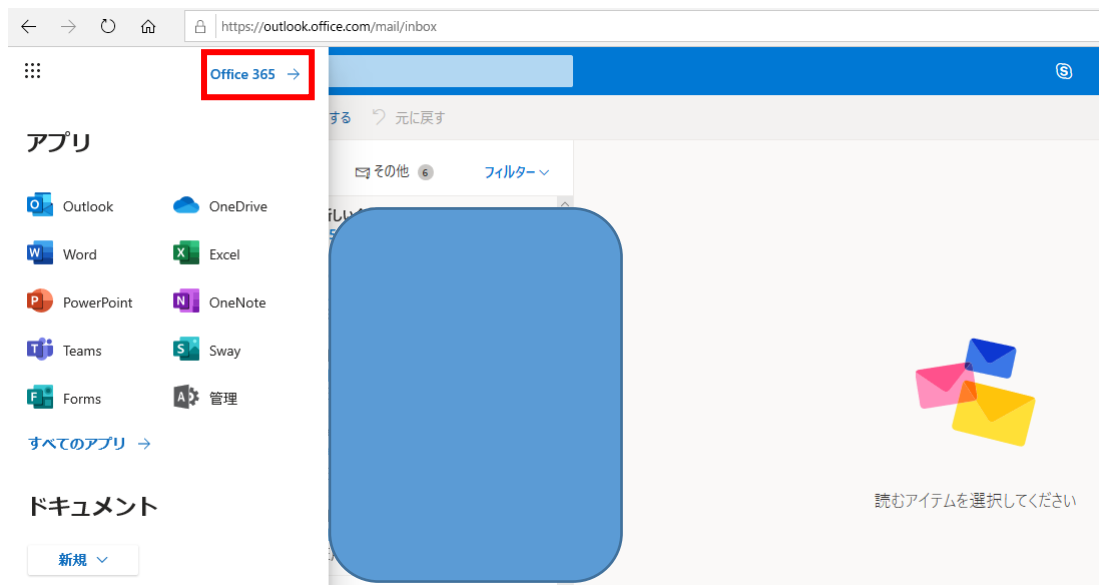 https://outlook.office.com/mail/inbox
Office 365 →
する 元に戻す
アプリ
その他 6 フィルター
Outlook OneDrive
Word Excel
PowerPoint OneNote
Teams Sway
Forms 管理
すべてのアプリ →
ドキュメント
新規
読むアイテムを選択してください